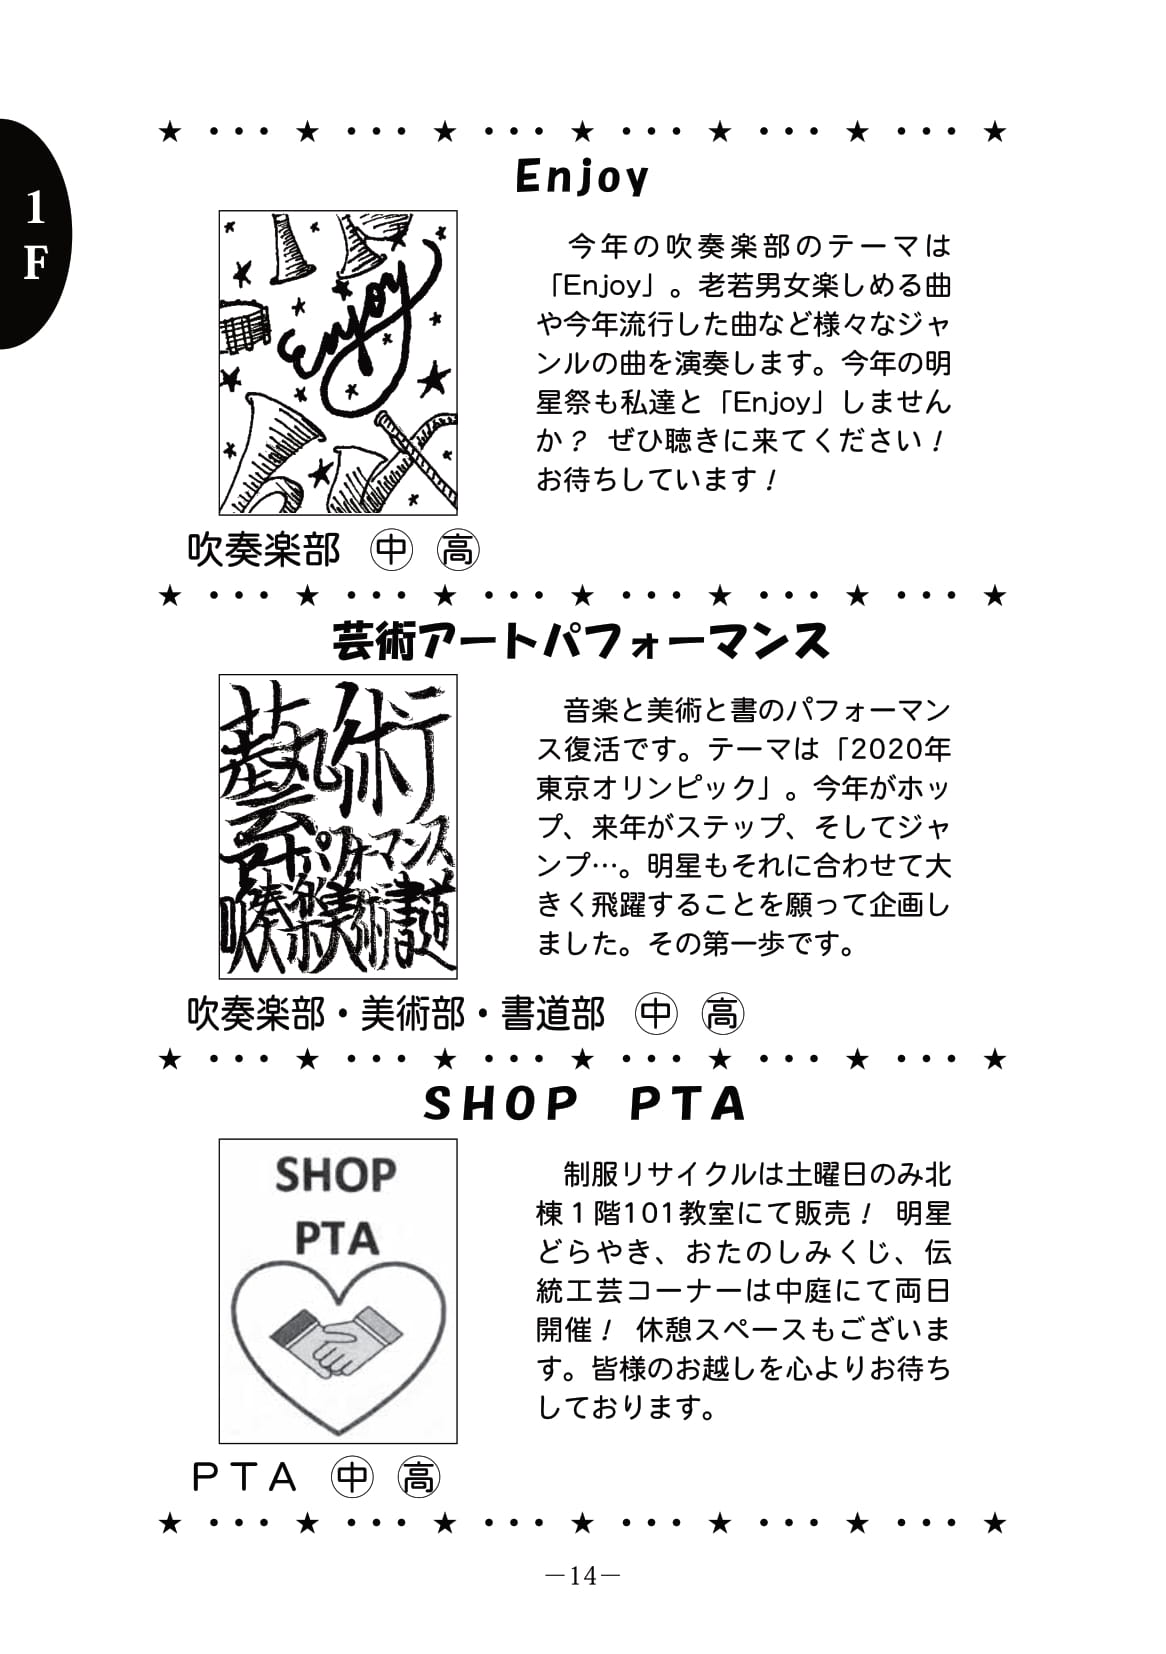 1
F
★ ・・・ ★ ・・・ ★ ・・・ ★ ・・・ ★ ・・・ ★ ・・・ ★
Enjoy
Enjoy
今年の吹奏楽部のテーマは
「Enjoy」。老若男女楽しめる曲
や今年流行した曲など様々なジャ
ンルの曲を演奏します。今年の明
星祭も私達と「Enjoy」しません
か？ ぜひ聴きに来てください！
お待ちしています！
吹奏楽部 ㊥ 高
★ ・・・ ★ ・・・ ★ ・・・ ★ ・・・ ★ ・・・ ★ ・・・ ★
芸術アートパフォーマンス
藝術
芸
アートパフォーマンス
吹奏楽美術書道
音楽と美術と書のパフォーマン
ス復活です。テーマは「2020年
東京オリンピック」。今年がホッ
プ、来年がステップ、そしてジャ
ンプ…。明星もそれに合わせて大
きく飛躍することを願って企画し
ました。その第一歩です。
吹奏楽部・美術部・書道部 ㊥ 高
★ ・・・ ★ ・・・ ★ ・・・ ★ ・・・ ★ ・・・ ★ ・・・ ★
SHOP PTA
SHOP
PTA
制服リサイクルは土曜日のみ北
棟１階101教室にて販売！ 明星
どらやき、おたのしみくじ、伝
統工芸コーナーは中庭にて両日
開催！ 休憩スペースもございま
す。皆様のお越しを心よりお待ち
しております。
ＰＴＡ ㊥ 高
★ ・・・ ★ ・・・ ★ ・・・ ★ ・・・ ★ ・・・ ★ ・・・ ★
―14―